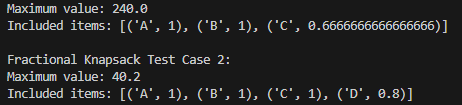 Maximum value: 240.0
Included items: [('A', 1), ('B', 1), ('C', 0.6666666666666666)]
Fractional Knapsack Test Case 2:
Maximum value: 40.2
Included items: [('A', 1), ('B', 1), ('C', 1), ('D', 0.8)]